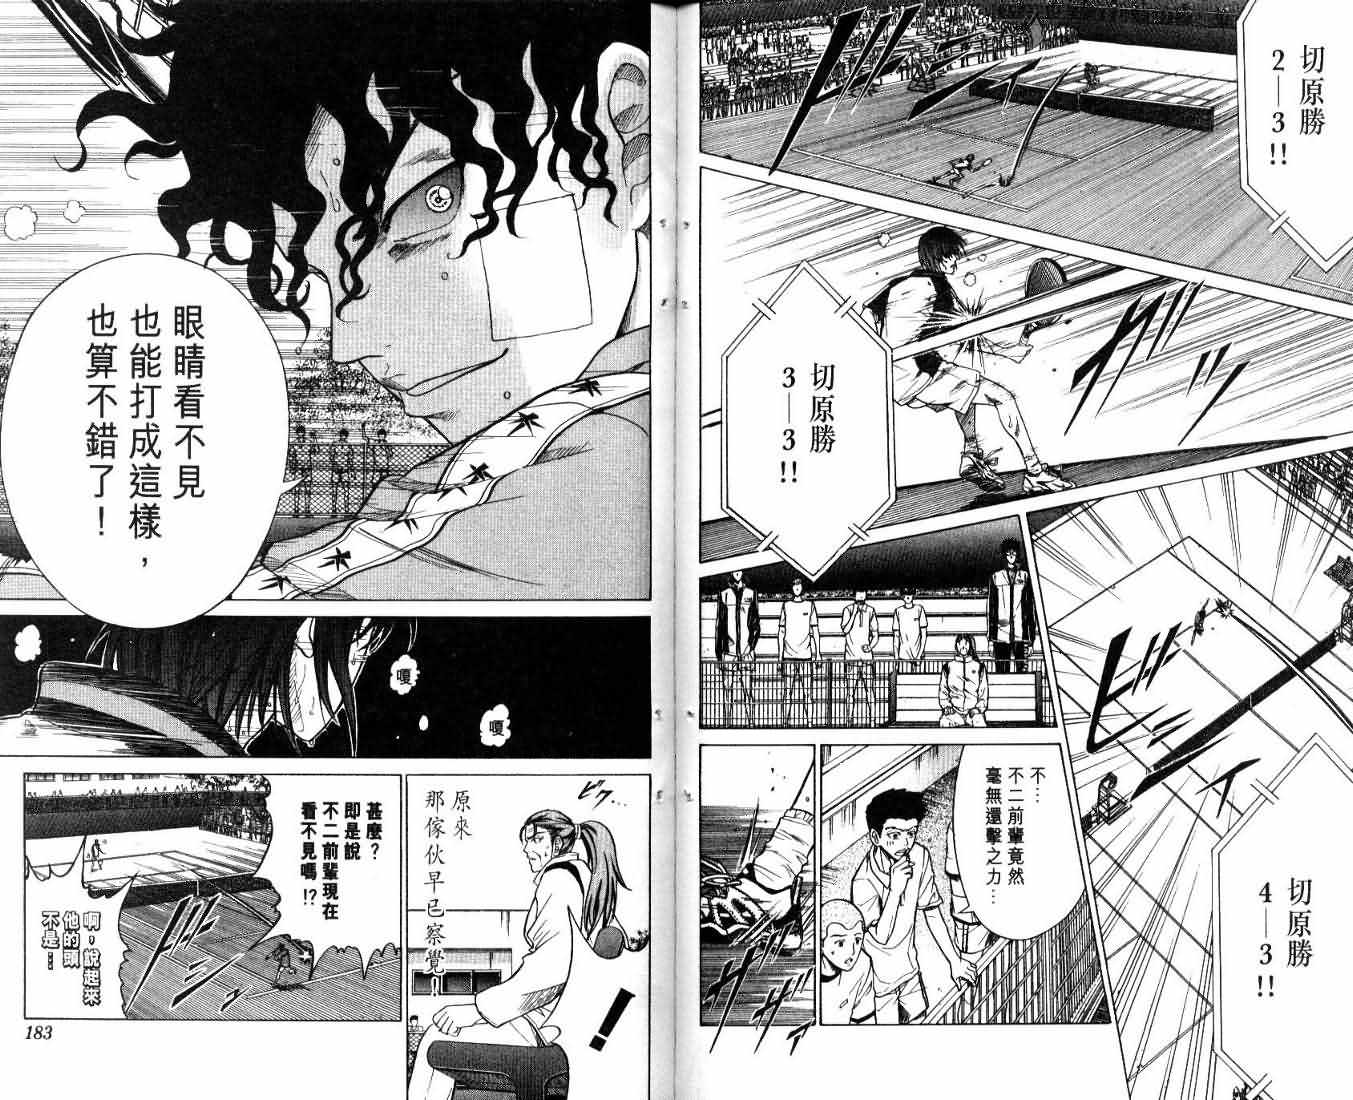 切原勝
2—3!!
切原勝
3—3!!
切原勝
4—3!!
不…
不二前輩竟然
毫無還擊之力…
眼睛看不見
也能打成這樣，
也算不錯了！
嗄
嗄
ビク…
原來
那傢伙早已察覺！
！
甚麼？
即是說
不二前輩現在
看不見嗎!?
啊，說起來
他的頭
不是…
183